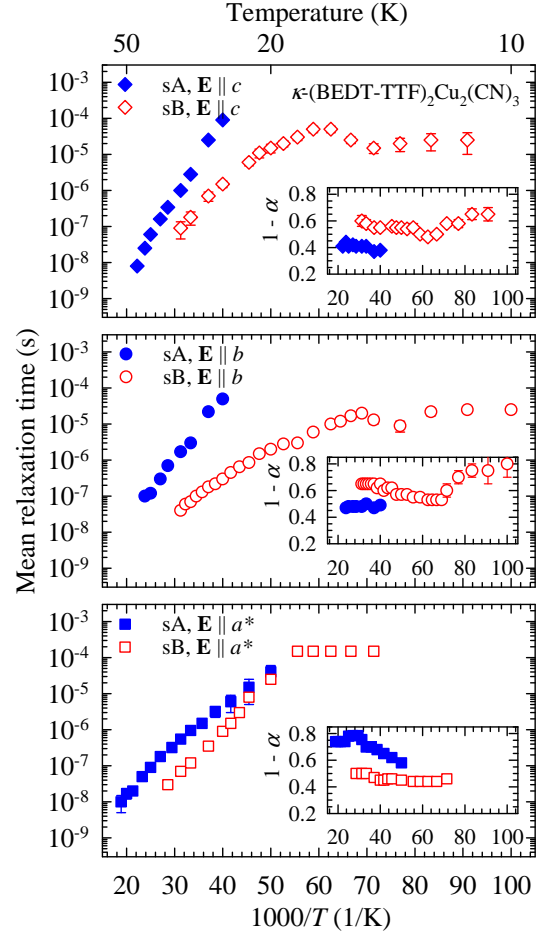 Temperature (K)
50 20 10
10⁻³
10⁻⁴
10⁻⁵
10⁻⁶
10⁻⁷
10⁻⁸
10⁻⁹
sA, E || c
sB, E || c
κ-(BEDT-TTF)₂Cu₂(CN)₃
1 - α
0.8
0.6
0.4
0.2
20 40 60 80 100
Mean relaxation time (s)
10⁻³
10⁻⁴
10⁻⁵
10⁻⁶
10⁻⁷
10⁻⁸
10⁻⁹
sA, E || b
sB, E || b
1 - α
0.8
0.6
0.4
0.2
20 40 60 80 100
10⁻³
10⁻⁴
10⁻⁵
10⁻⁶
10⁻⁷
10⁻⁸
10⁻⁹
sA, E || a*
sB, E || a*
1 - α
0.8
0.6
0.4
0.2
20 40 60 80 100
20 30 40 50 60 70 80 90 100
1000/T (1/K)